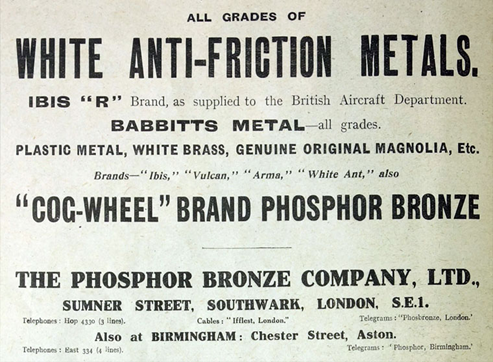 ALL GRADES OF
WHITE ANTI-FRICTION METALS.
IBIS "R" Brand, as supplied to the British Aircraft Department.
BABBITTS METAL—all grades.
PLASTIC METAL, WHITE BRASS, GENUINE ORIGINAL MAGNOLIA, Etc.
Brands—"Ibis," "Vulcan," "Arma," "White Ant," also
"COG-WHEEL" BRAND PHOSPHOR BRONZE
THE PHOSPHOR BRONZE COMPANY, LTD.,
SUMNER STREET, SOUTHWARK, LONDON, S.E.1.
Telephones: Hop 4330 (3 lines). Cables: "Ifflest, London." Telegrams: "Phosbronze, London."
Also at BIRMINGHAM: Chester Street, Aston.
Telephones: East 334 (4 lines). Telegrams: "Phosphor, Birmingham."